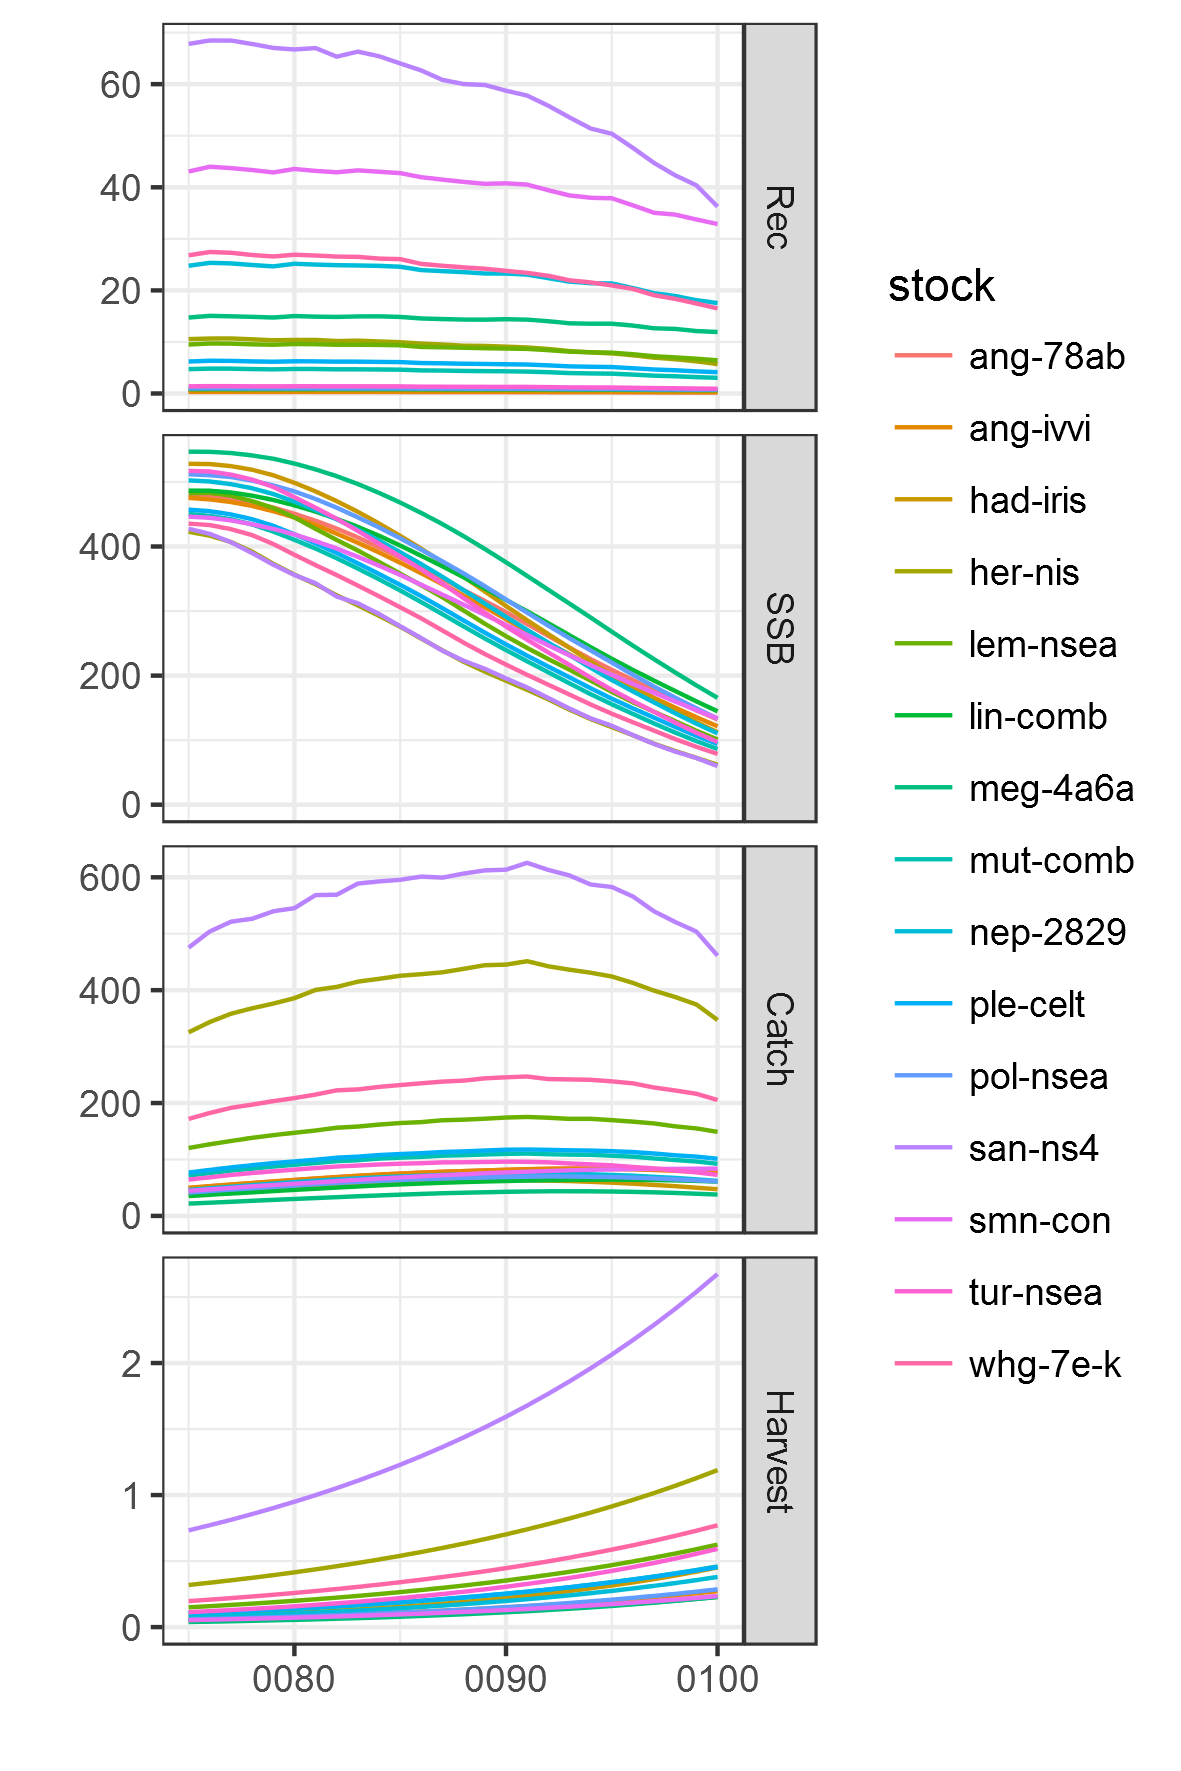 60
40
20
0
Rec
400
200
0
SSB
600
400
200
0
Catch
2
1
0
Harvest
0080 0090 0100
stock
ang-78ab
ang-ivvi
had-iris
her-nis
lem-nsea
lin-comb
meg-4a6a
mut-comb
nep-2829
ple-celt
pol-nsea
san-ns4
smn-con
tur-nsea
whg-7e-k